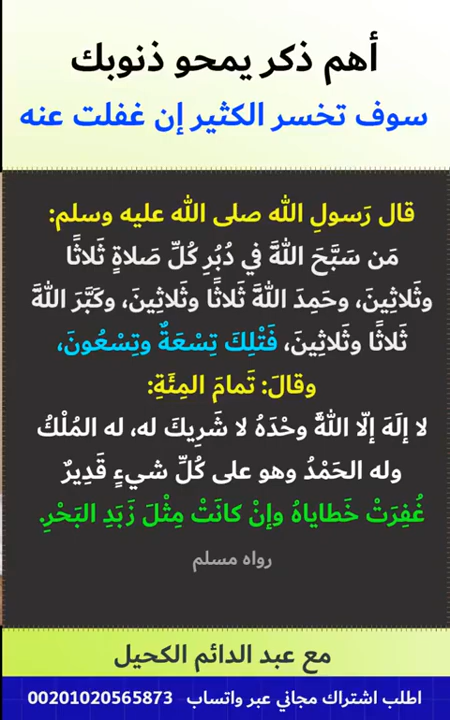 أهم ذكر يمحو ذنوبك
سوف تخسر الكثير إن غفلت عنه
قال رَسولِ الله صلى الله عليه وسلم:
مَن سَبَّحَ اللَّهَ في دُبُرِ كُلِّ صَلاةٍ ثَلاثًا
وثَلاثِينَ، وحَمِدَ اللَّهَ ثَلاثًا وثَلاثِينَ، وكَبَّرَ اللَّهَ
ثَلاثًا وثَلاثِينَ، فَتْلِكَ تِسْعَةٌ وتِسْعُونَ،
وقالَ: تَمامَ المِئَةِ:
لا إلَهَ إلّا اللَّهُ وحْدَهُ لا شَرِيكَ له، له المُلْكُ
وله الحَمْدُ وهو على كُلِّ شيءٍ قَدِيرٌ
غُفِرَتْ خَطاياهُ وإنْ كانَتْ مِثْلَ زَبَدِ البَحْرِ.
رواه مسلم
مع عبد الدائم الكحيل
اطلب اشتراك مجاني عبر واتساب 00201020565873